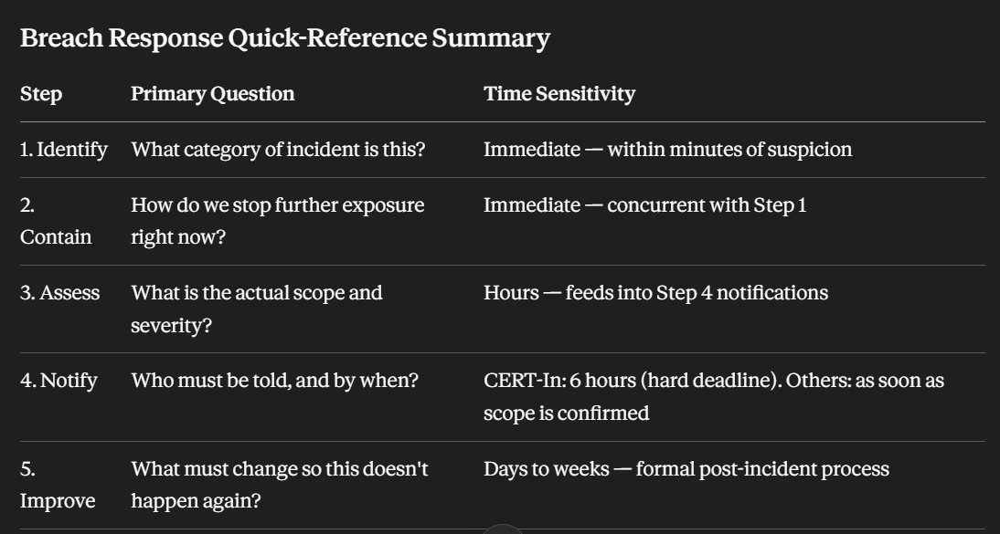 Breach Response Quick-Reference Summary
Step Primary Question Time Sensitivity
1. Identify What category of incident is this? Immediate — within minutes of suspicion
2. How do we stop further exposure Immediate — concurrent with Step 1
Contain right now?
3. Assess What is the actual scope and Hours — feeds into Step 4 notifications
severity?
4. Notify Who must be told, and by when? CERT-In: 6 hours (hard deadline). Others: as soon as
scope is confirmed
5. What must change so this doesn't Days to weeks — formal post-incident process
Improve happen again?